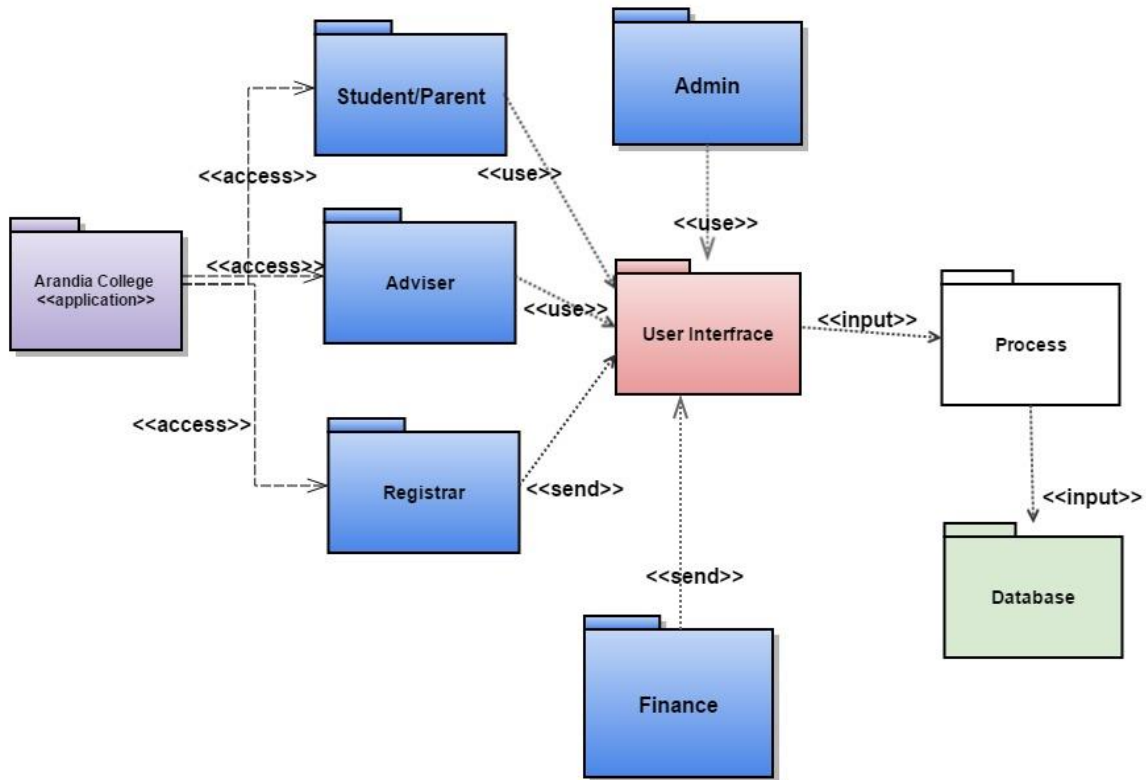 Student/Parent
Admin
<<access>>
<<use>>
<<use>>
Arandia College
<<application>>
<<access>>
Adviser
<<use>>
User Interfrace
<<input>>
Process
<<access>>
Registrar
<<send>>
<<input>>
<<send>>
Database
Finance